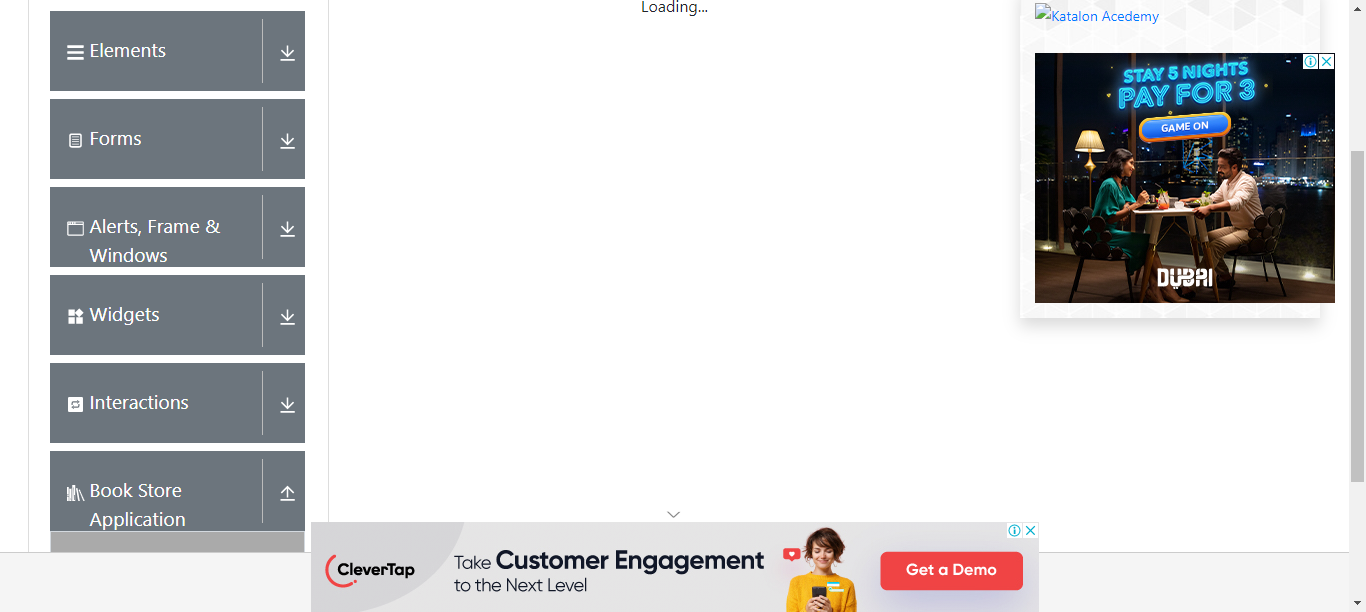 Loading...
Elements
Forms
Alerts, Frame &
Windows
Widgets
Interactions
Book Store
Application
Katalon Acedemy
STAY 5 NIGHTS
PAY FOR 3
GAME ON
DUBAI
CleverTap
Take Customer Engagement
to the Next Level
Get a Demo